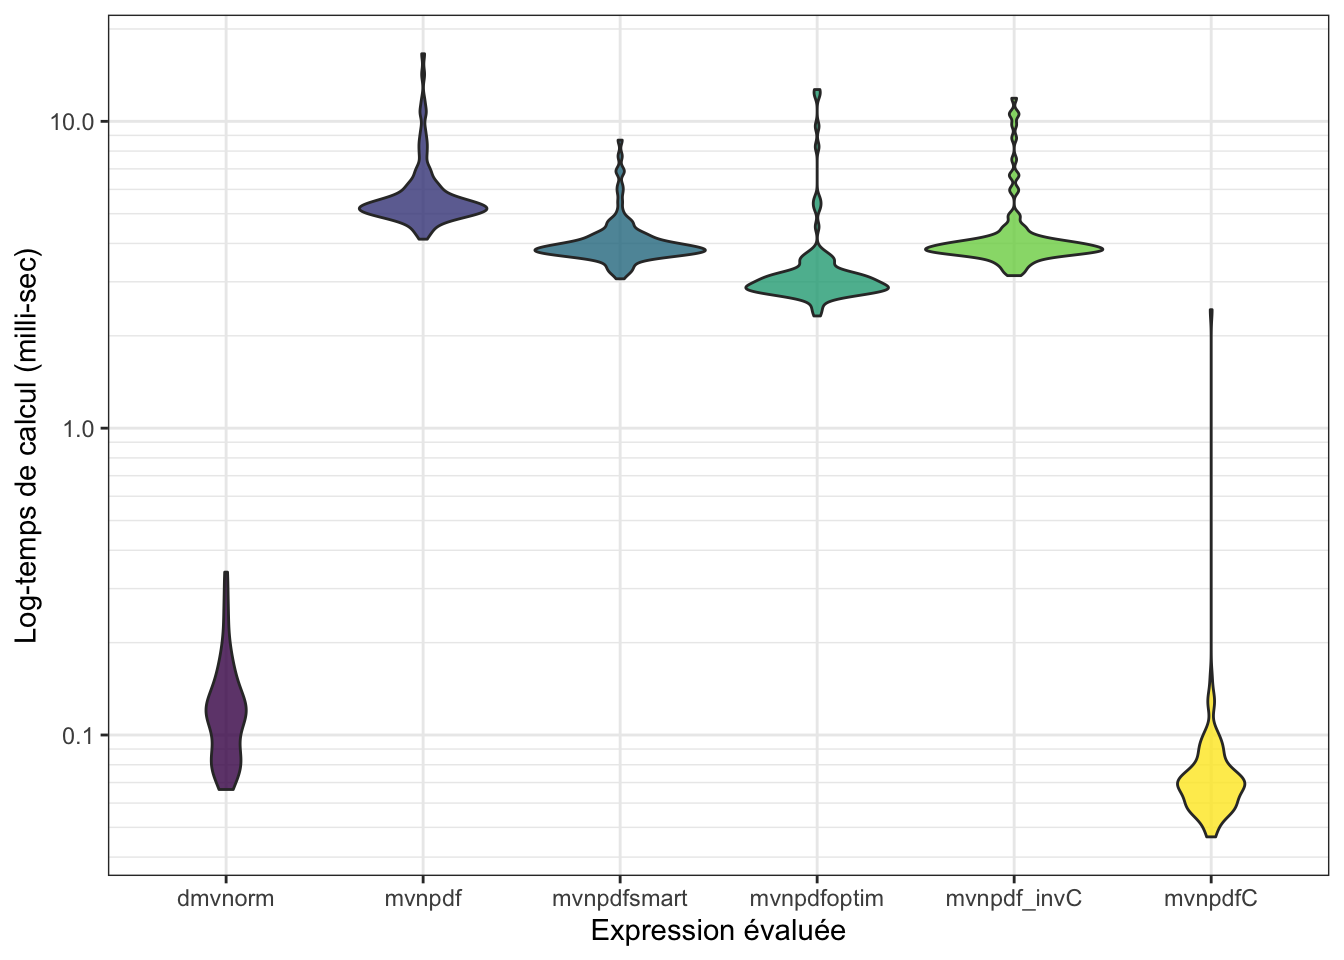 Log-temps de calcul (milli-sec)
10.0
1.0
0.1
dmvnorm
mvnpdf
mvnpdfsmart
mvnpdfoptim
mvnpdf_invC
mvnpdfC
Expression évaluée